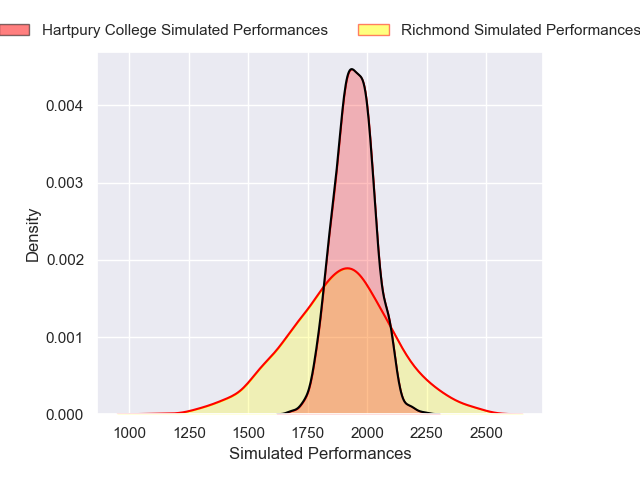 Hartpury College Simulated Performances
Richmond Simulated Performances
0.004
0.003
0.002
0.001
0.000
Density
1000 1250 1500 1750 2000 2250 2500
Simulated Performances